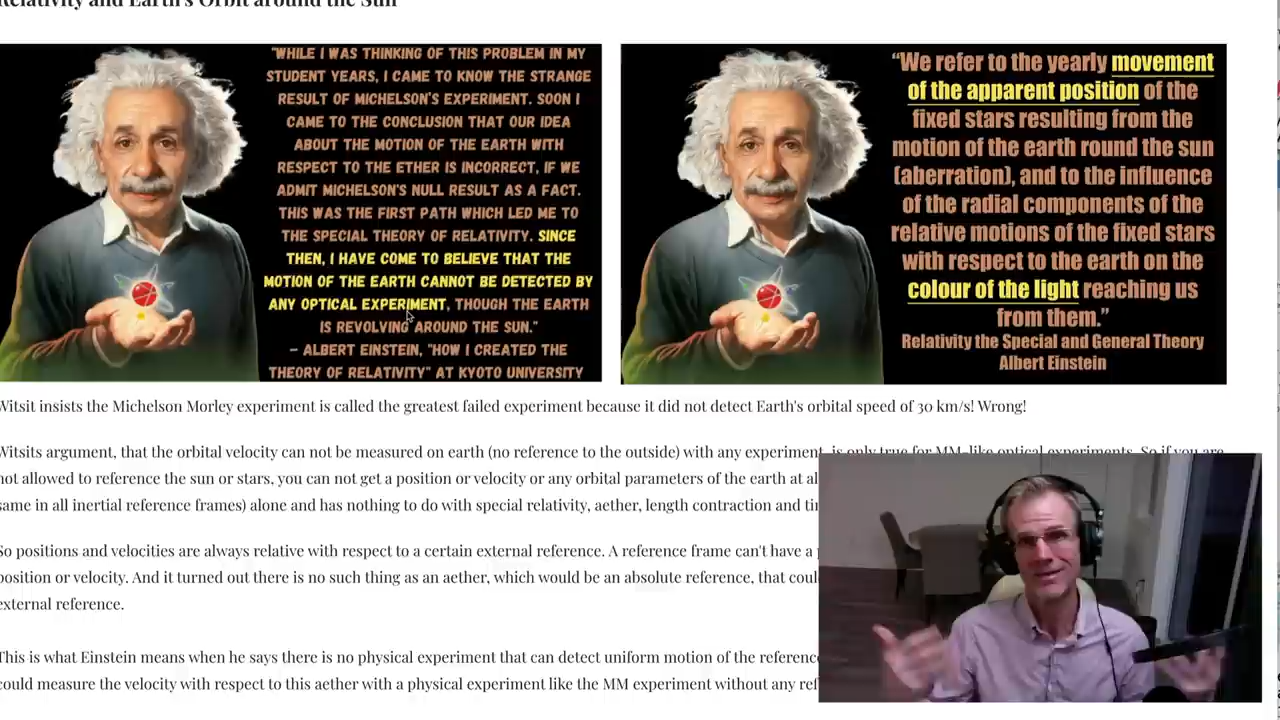 Relativity and Earth's Orbit around the Sun
"WHILE I WAS THINKING OF THIS PROBLEM IN MY
STUDENT YEARS, I CAME TO KNOW THE STRANGE
RESULT OF MICHELSON'S EXPERIMENT. SOON I
CAME TO THE CONCLUSION THAT OUR IDEA
ABOUT THE MOTION OF THE EARTH WITH
RESPECT TO THE ETHER IS INCORRECT, IF WE
ADMIT MICHELSON'S NULL RESULT AS A FACT.
THIS WAS THE FIRST PATH WHICH LED ME TO
THE SPECIAL THEORY OF RELATIVITY. SINCE
THEN, I HAVE COME TO BELIEVE THAT THE
MOTION OF THE EARTH CANNOT BE DETECTED BY
ANY OPTICAL EXPERIMENT, THOUGH THE EARTH
IS REVOLVING AROUND THE SUN."
– ALBERT EINSTEIN, "HOW I CREATED THE
THEORY OF RELATIVITY" AT KYOTO UNIVERSITY
"We refer to the yearly movement
of the apparent position of the
fixed stars resulting from the
motion of the earth round the sun
(aberration), and to the influence
of the radial components of the
relative motions of the fixed stars
with respect to the earth on the
colour of the light reaching us
from them."
Relativity the Special and General Theory
Albert Einstein
Witsit insists the Michelson Morley experiment is called the greatest failed experiment because it did not detect Earth's orbital speed of 30 km/s! Wrong!
Witsits argument, that the orbital velocity can not be measured on earth (no reference to the outside) with any experiment, is only true for MM-like optical experiments. So if you are
not allowed to reference the sun or stars, you can not get a position or velocity or any orbital parameters of the earth at al
same in all inertial reference frames) alone and has nothing to do with special relativity, aether, length contraction and ti
So positions and velocities are always relative with respect to a certain external reference. A reference frame can't have a
position or velocity. And it turned out there is no such thing as an aether, which would be an absolute reference, that coul
external reference.
This is what Einstein means when he says there is no physical experiment that can detect uniform motion of the referenc
could measure the velocity with respect to this aether with a physical experiment like the MM experiment without any ref